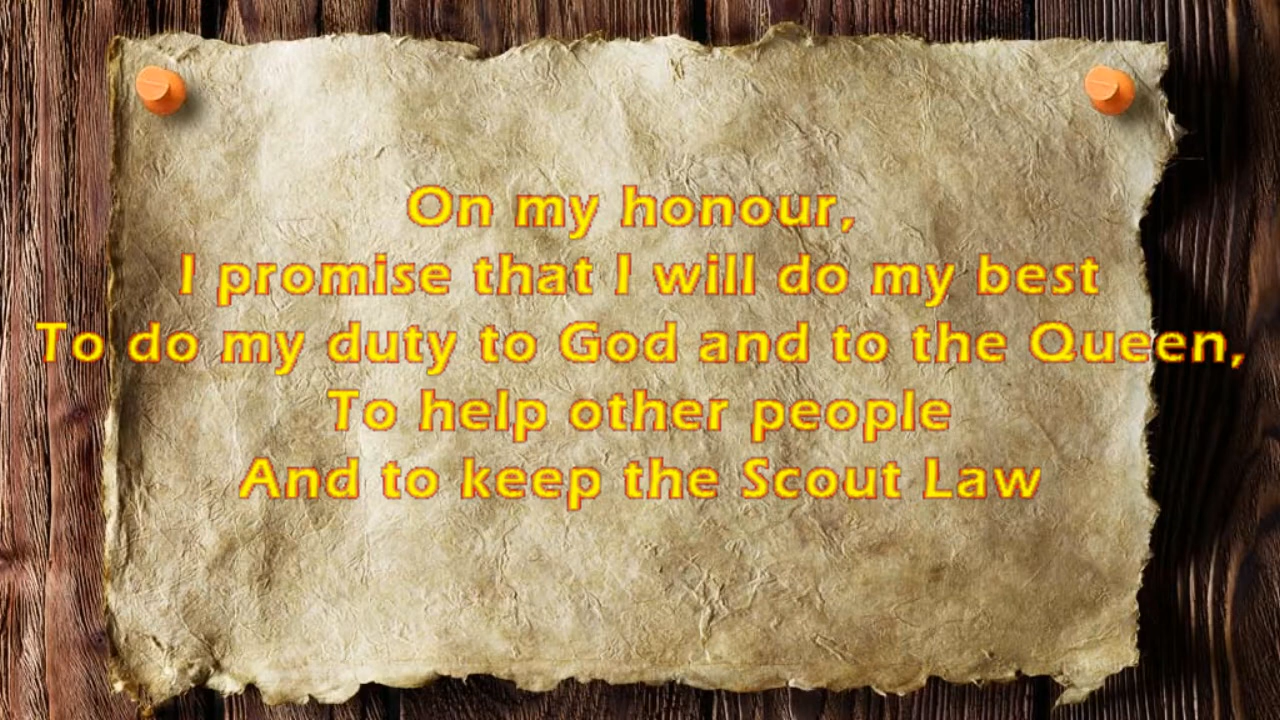 On my honour,
I promise that I will do my best
To do my duty to God and to the Queen,
To help other people
And to keep the Scout Law